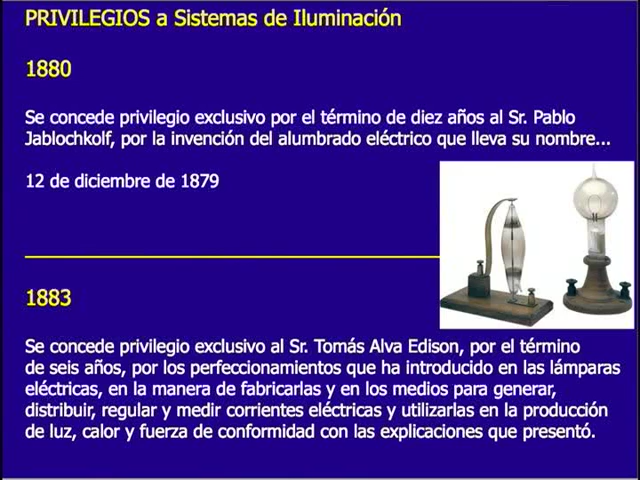 PRIVILEGIOS a Sistemas de Iluminación
1880
Se concede privilegio exclusivo por el término de diez años al Sr. Pablo
Jablochkolf, por la invención del alumbrado eléctrico que lleva su nombre...
12 de diciembre de 1879
1883
Se concede privilegio exclusivo al Sr. Tomás Alva Edison, por el término
de seis años, por los perfeccionamientos que ha introducido en las lámparas
eléctricas, en la manera de fabricarlas y en los medios para generar,
distribuir, regular y medir corrientes eléctricas y utilizarlas en la producción
de luz, calor y fuerza de conformidad con las explicaciones que presentó.